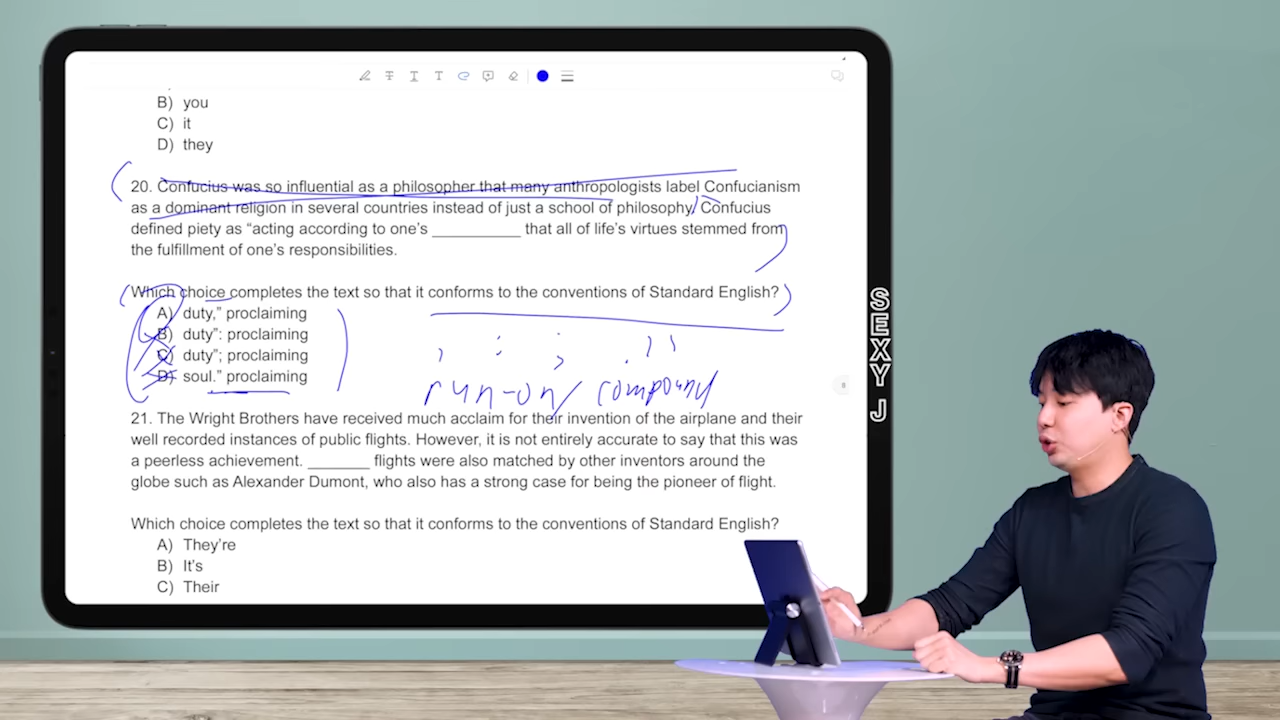 B) you
C) it
D) they
20. Confucius was so influential as a philosopher that many anthropologists label Confucianism
as a dominant religion in several countries instead of just a school of philosophy. Confucius
defined piety as “acting according to one’s __________ that all of life’s virtues stemmed from
the fulfillment of one’s responsibilities.
Which choice completes the text so that it conforms to the conventions of Standard English?
A) duty,” proclaiming
B) duty”: proclaiming
C) duty”; proclaiming
D) soul.” proclaiming
, : ; . ) )
run-on/ compound
21. The Wright Brothers have received much acclaim for their invention of the airplane and their
well recorded instances of public flights. However, it is not entirely accurate to say that this was
a peerless achievement. _______ flights were also matched by other inventors around the
globe such as Alexander Dumont, who also has a strong case for being the pioneer of flight.
Which choice completes the text so that it conforms to the conventions of Standard English?
A) They’re
B) It’s
C) Their
SEXY J